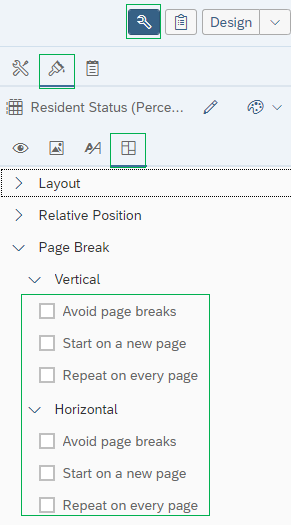 Design
Resident Status (Perce...
Layout
Relative Position
Page Break
Vertical
Avoid page breaks
Start on a new page
Repeat on every page
Horizontal
Avoid page breaks
Start on a new page
Repeat on every page